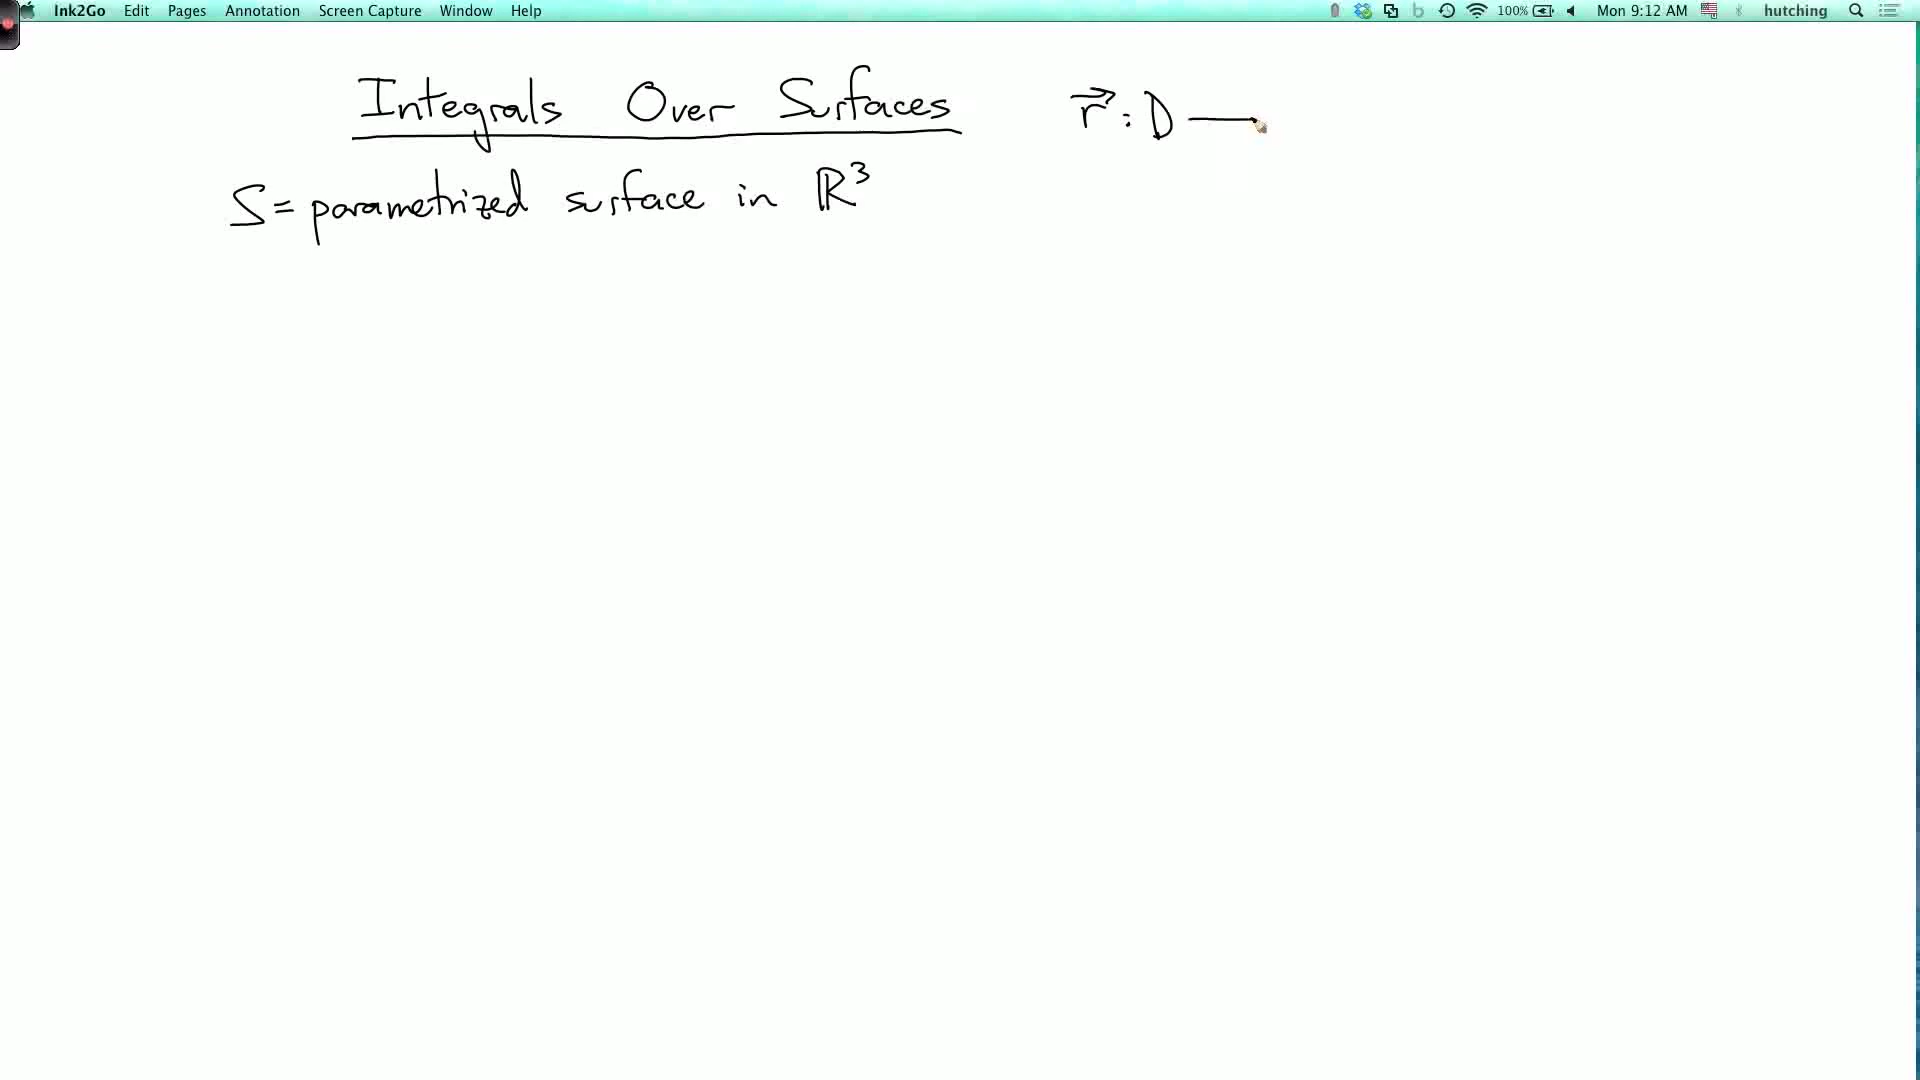 Ink2Go Edit Pages Annotation Screen Capture Window Help 100% Mon 9:12 AM hutching
Integrals Over Surfaces
r⃗ : D —
S = parametrized surface in ℝ³